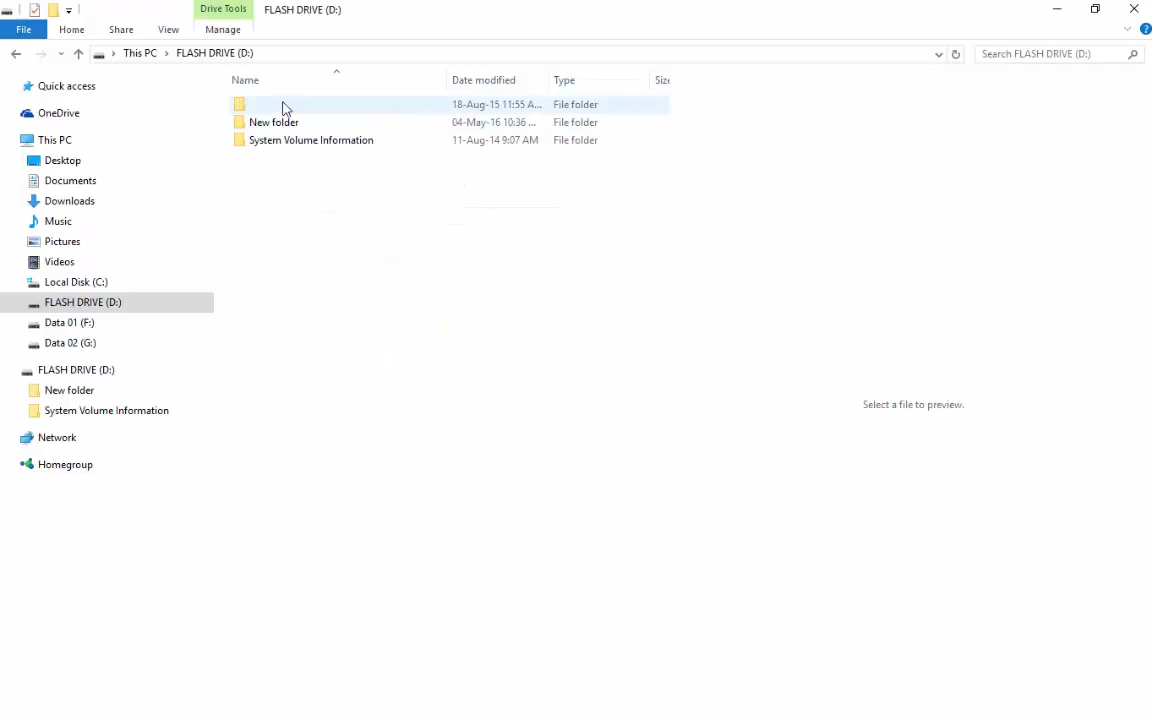 Drive Tools FLASH DRIVE (D:)
File Home Share View Manage
This PC FLASH DRIVE (D:) Search FLASH DRIVE (D:)
Name Date modified Type Size
18-Aug-15 11:55 A... File folder
New folder 04-May-16 10:36 ... File folder
System Volume Information 11-Aug-14 9:07 AM File folder
Quick access
OneDrive
This PC
Desktop
Documents
Downloads
Music
Pictures
Videos
Local Disk (C:)
FLASH DRIVE (D:)
Data 01 (F:)
Data 02 (G:)
FLASH DRIVE (D:)
New folder
System Volume Information
Network
Homegroup
Select a file to preview.